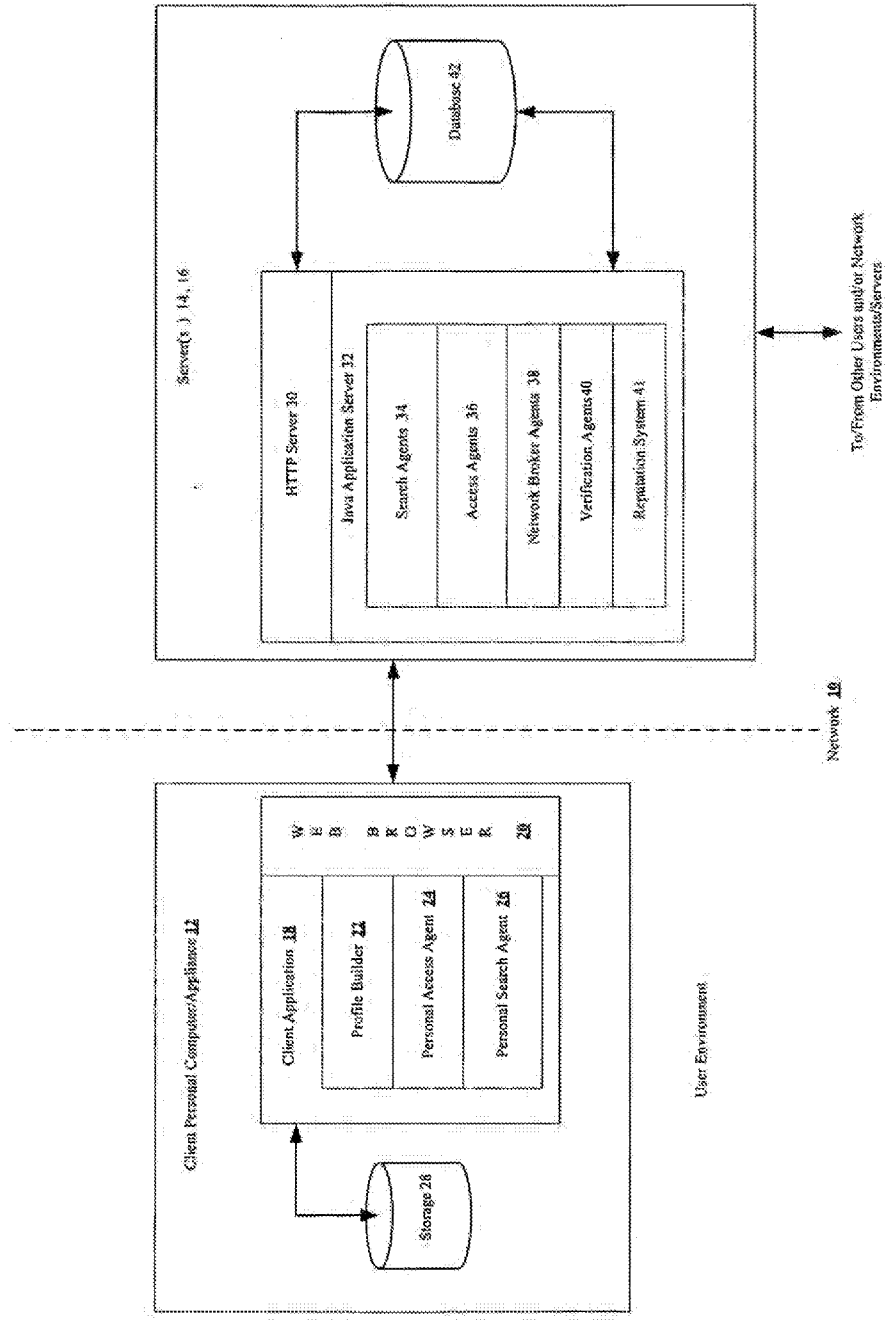 Client Personal Computer/Appliance 12
Client Application 18
Profile Builder 22
Personal Access Agent 24
Personal Search Agent 26
WEB BROWSER 20
Storage 28
User Environment
Network 10
Server(s ) 14, 16
HTTP Server 30
Java Application Server 32
Search Agents 34
Access Agents 36
Network Broker Agents 38
Verification Agents 40
Reputation System 41
Database 42
To/From Other Users and/or Network
Environments/Servers